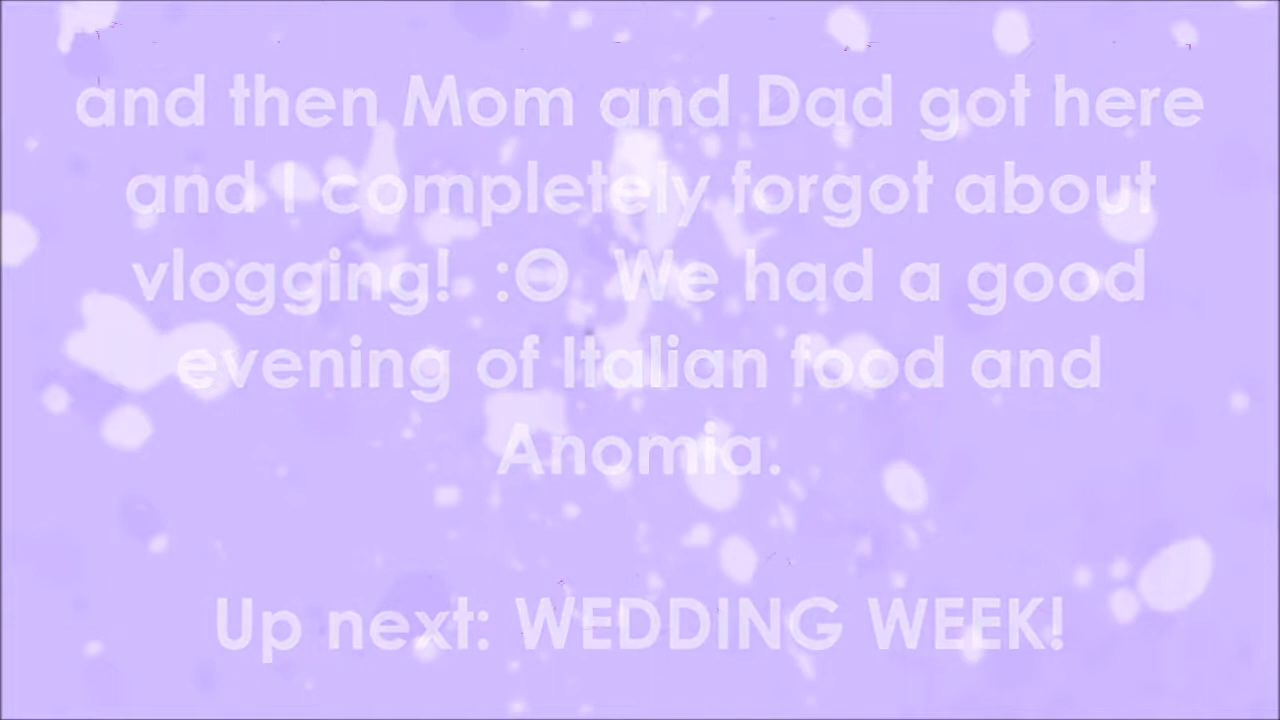 and then Mom and Dad got here
and I completely forgot about
vlogging!  :O  We had a good
evening of Italian food and
Anomia.
Up next: WEDDING WEEK!